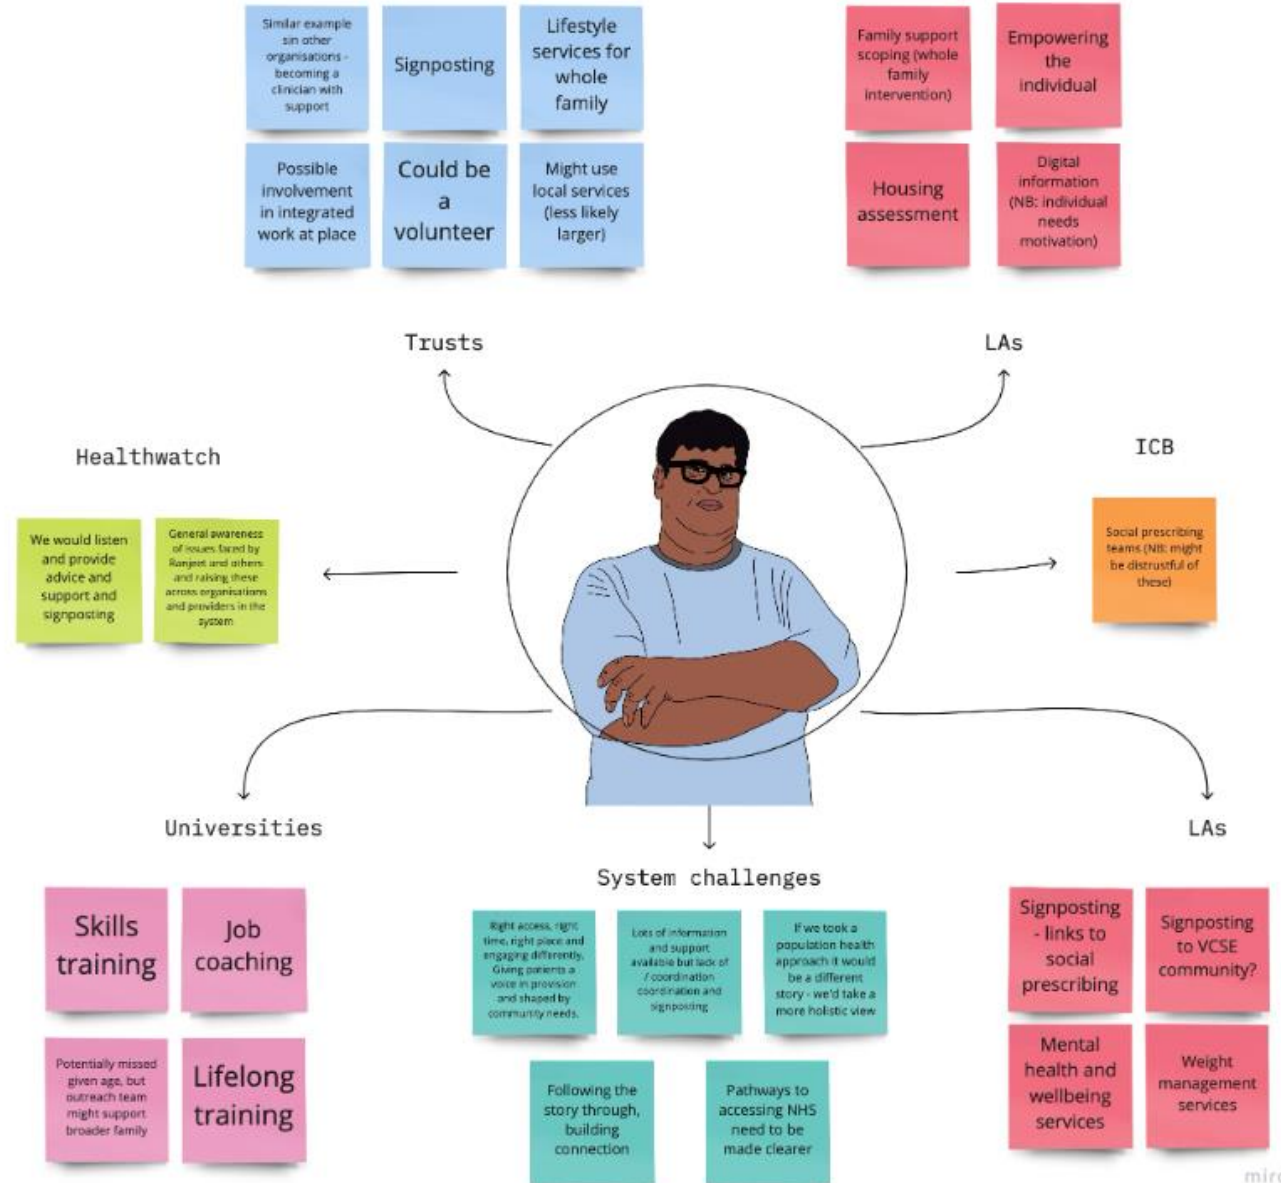 Similar example
sin other
organisations -
becoming a
clinician with
support
Signposting
Lifestyle
services for
whole
family
Possible
involvement
in integrated
work at place
Could be
a
volunteer
Might use
local services
(less likely
larger)
Family support
scoping (whole
family
intervention)
Empowering
the
individual
Housing
assessment
Digital
information
(NB: individual
needs
motivation)
Trusts
LAs
Healthwatch
ICB
We would listen
and provide
advice and
support and
signposting
General awareness
of issues faced by
Ranjeet and others
and raising these
across organisations
and providers in the
system
Social prescribing
teams (NB: might
be distrustful of
these)
Universities
LAs
System challenges
Skills
training
Job
coaching
Potentially missed
given age, but
outreach team
might support
broader family
Lifelong
training
Right access, right
time, right place and
engaging differently.
Giving patients a
voice in provision
and shaped by
community needs.
Lots of information
and support
available but lack of
/ coordination
coordination and
signposting
If we took a
population health
approach it would
be a different
story - we'd take a
more holistic view
Following the
story through,
building
connection
Pathways to
accessing NHS
need to be
made clearer
Signposting
- links to
social
prescribing
Signposting
to VCSE
community?
Mental
health and
wellbeing
services
Weight
management
services
miro